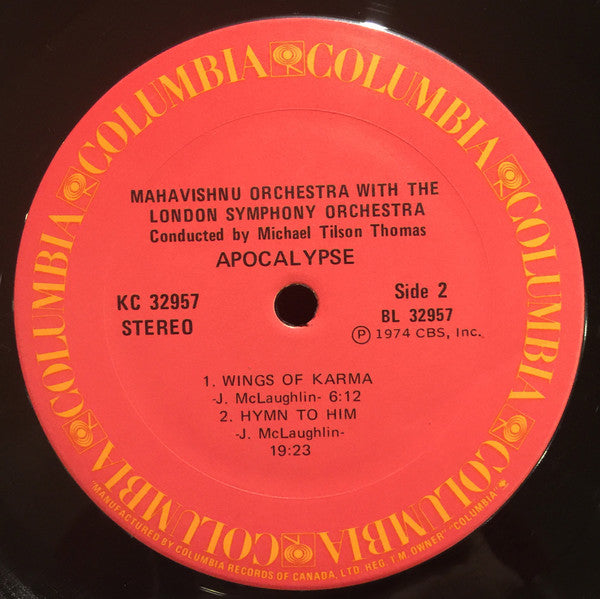 COLUMBIA COLUMBIA COLUMBIA COLUMBIA COLUMBIA COLUMBIA
MAHAVISHNU ORCHESTRA WITH THE
LONDON SYMPHONY ORCHESTRA
Conducted by Michael Tilson Thomas
APOCALYPSE
KC 32957
STEREO
Side 2
BL 32957
Ⓟ 1974 CBS, Inc.
1. WINGS OF KARMA
-J. McLaughlin- 6:12
2. HYMN TO HIM
-J. McLaughlin-
19:23
"MANUFACTURED BY COLUMBIA RECORDS OF CANADA, LTD. REG. T.M. OWNER" "COLUMBIA"